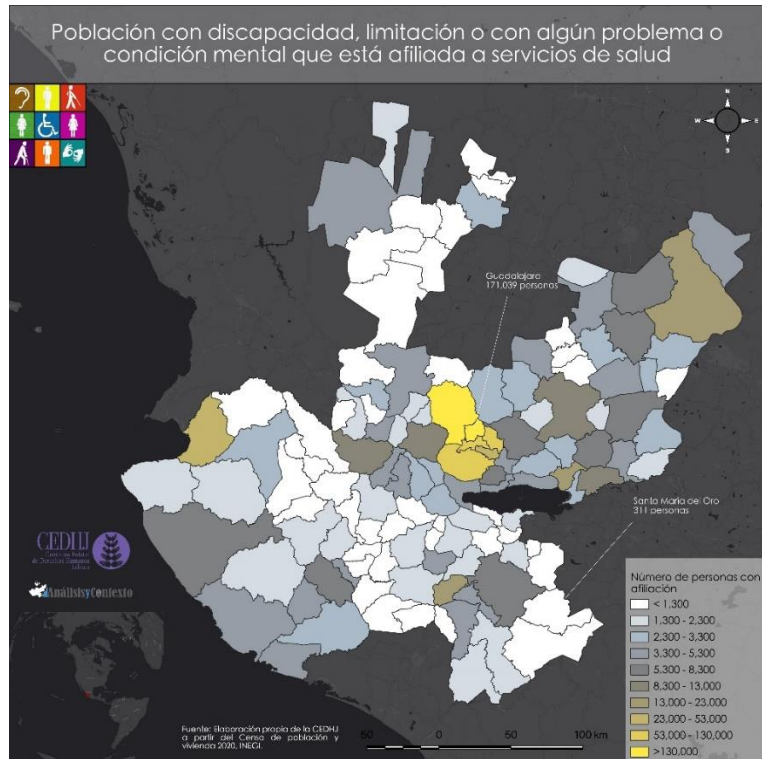 Población con discapacidad, limitación o con algún problema o
condición mental que está afiliada a servicios de salud
N
W
E
S
Guadalajara
171,039 personas
Santa María del Oro
311 personas
CEDHJ
AnálisisyContexto
Número de personas con
afiliación
< 1,300
1,300 - 2,300
2,300 - 3,300
3,300 - 5,300
5,300 - 8,300
8,300 - 13,000
13,000 - 23,000
23,000 - 53,000
53,000 - 130,000
>130,000
Fuente: Elaboración propia de la CEDHJ
a partir del Censo de población y
vivienda 2020, INEGI.
50 0 50 100 km